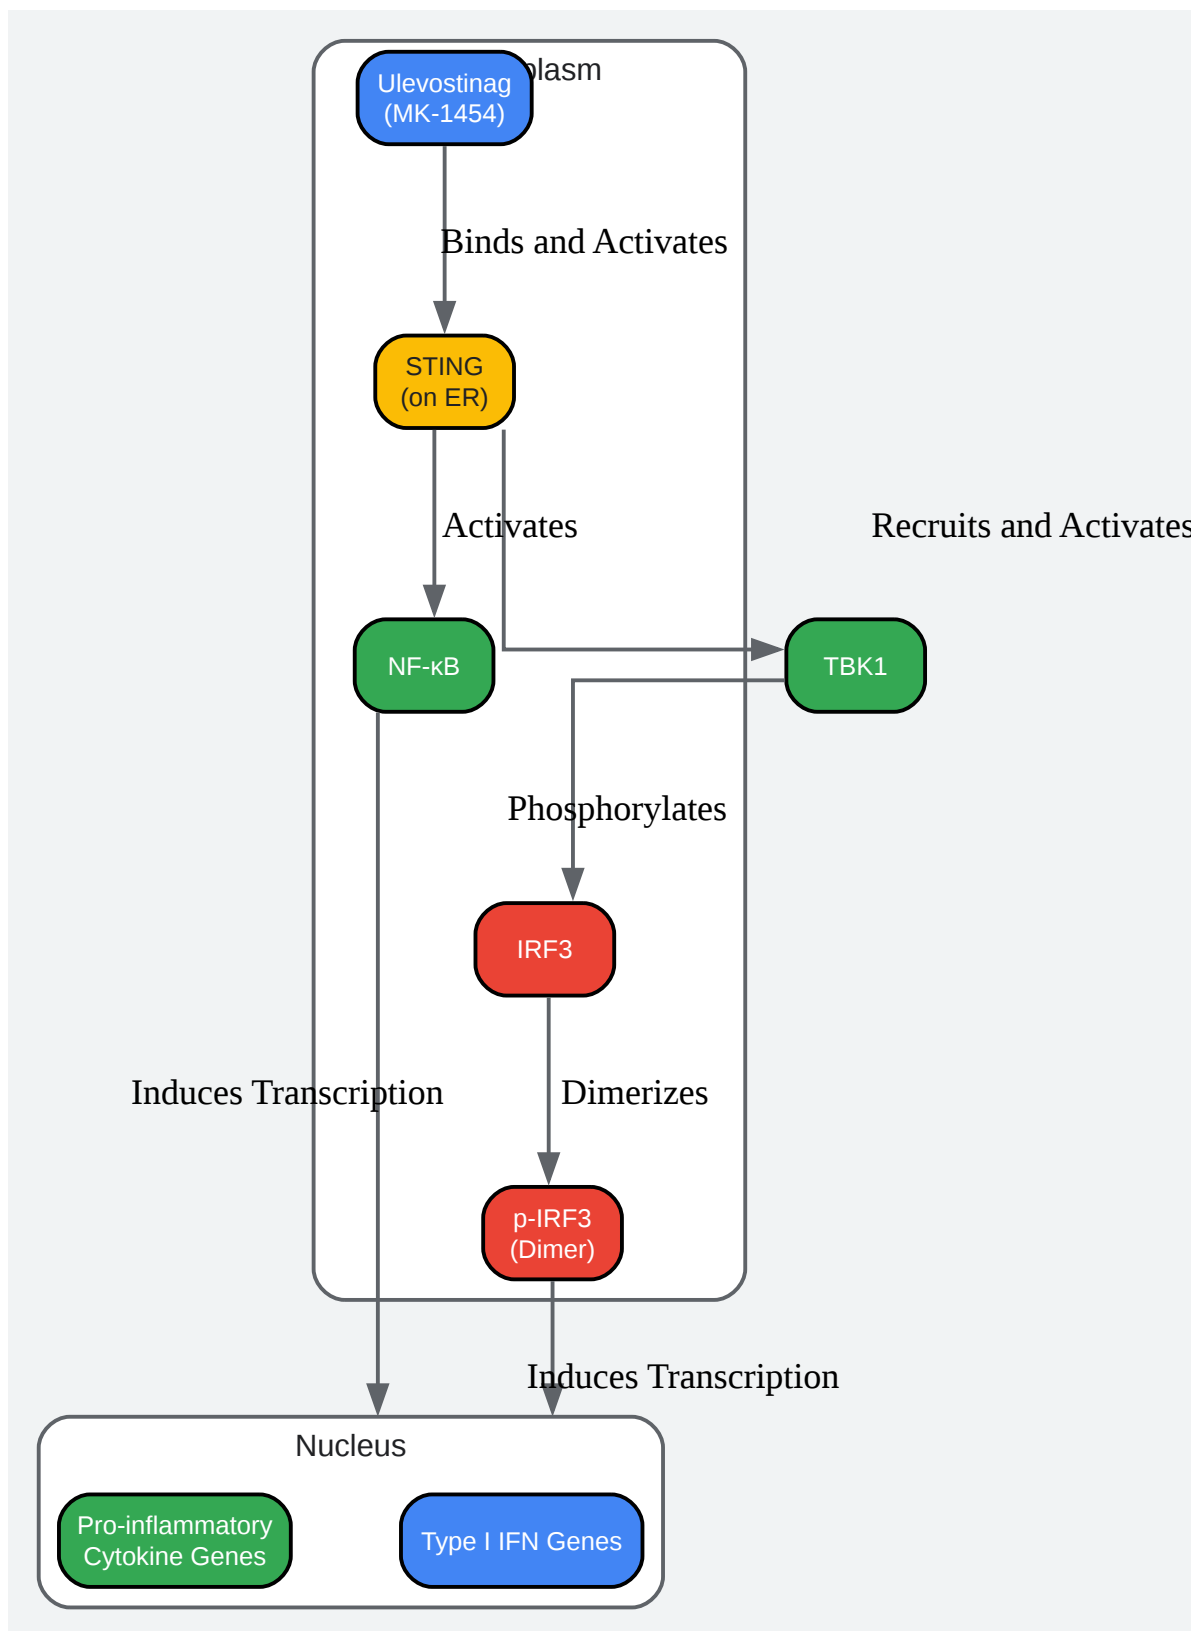 Ulevostinag
(MK-1454)
plasm
Binds and Activates
STING
(on ER)
Activates
Recruits and Activates
NF-κB
TBK1
Phosphorylates
IRF3
Induces Transcription
Dimerizes
p-IRF3
(Dimer)
Induces Transcription
Nucleus
Pro-inflammatory
Cytokine Genes
Type I IFN Genes